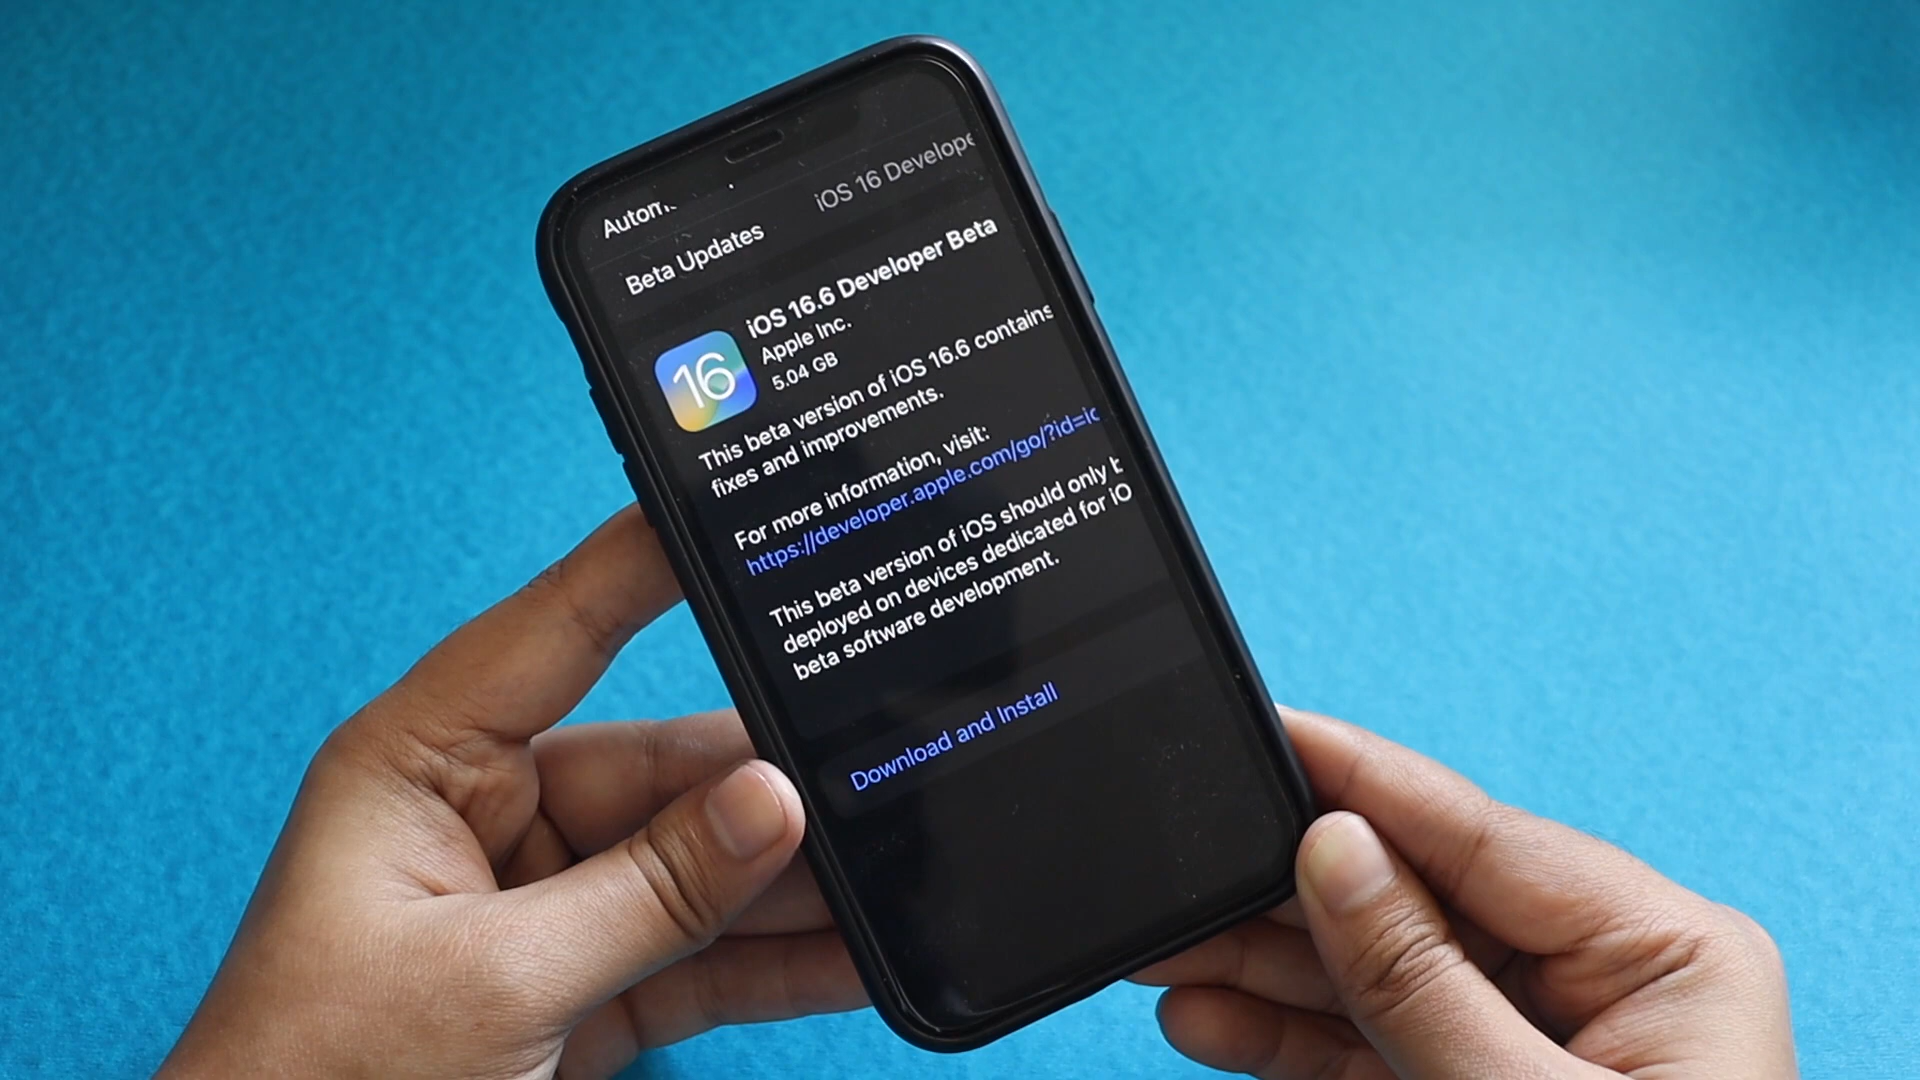 Autom
Beta Updates
iOS 16 Develope
iOS 16.6 Developer Beta
Apple Inc.
5.04 GB
16
This beta version of iOS 16.6 contains
fixes and improvements.
For more information, visit:
https://developer.apple.com/go/?id=io
This beta version of iOS should only b
deployed on devices dedicated for iO
beta software development.
Download and Install